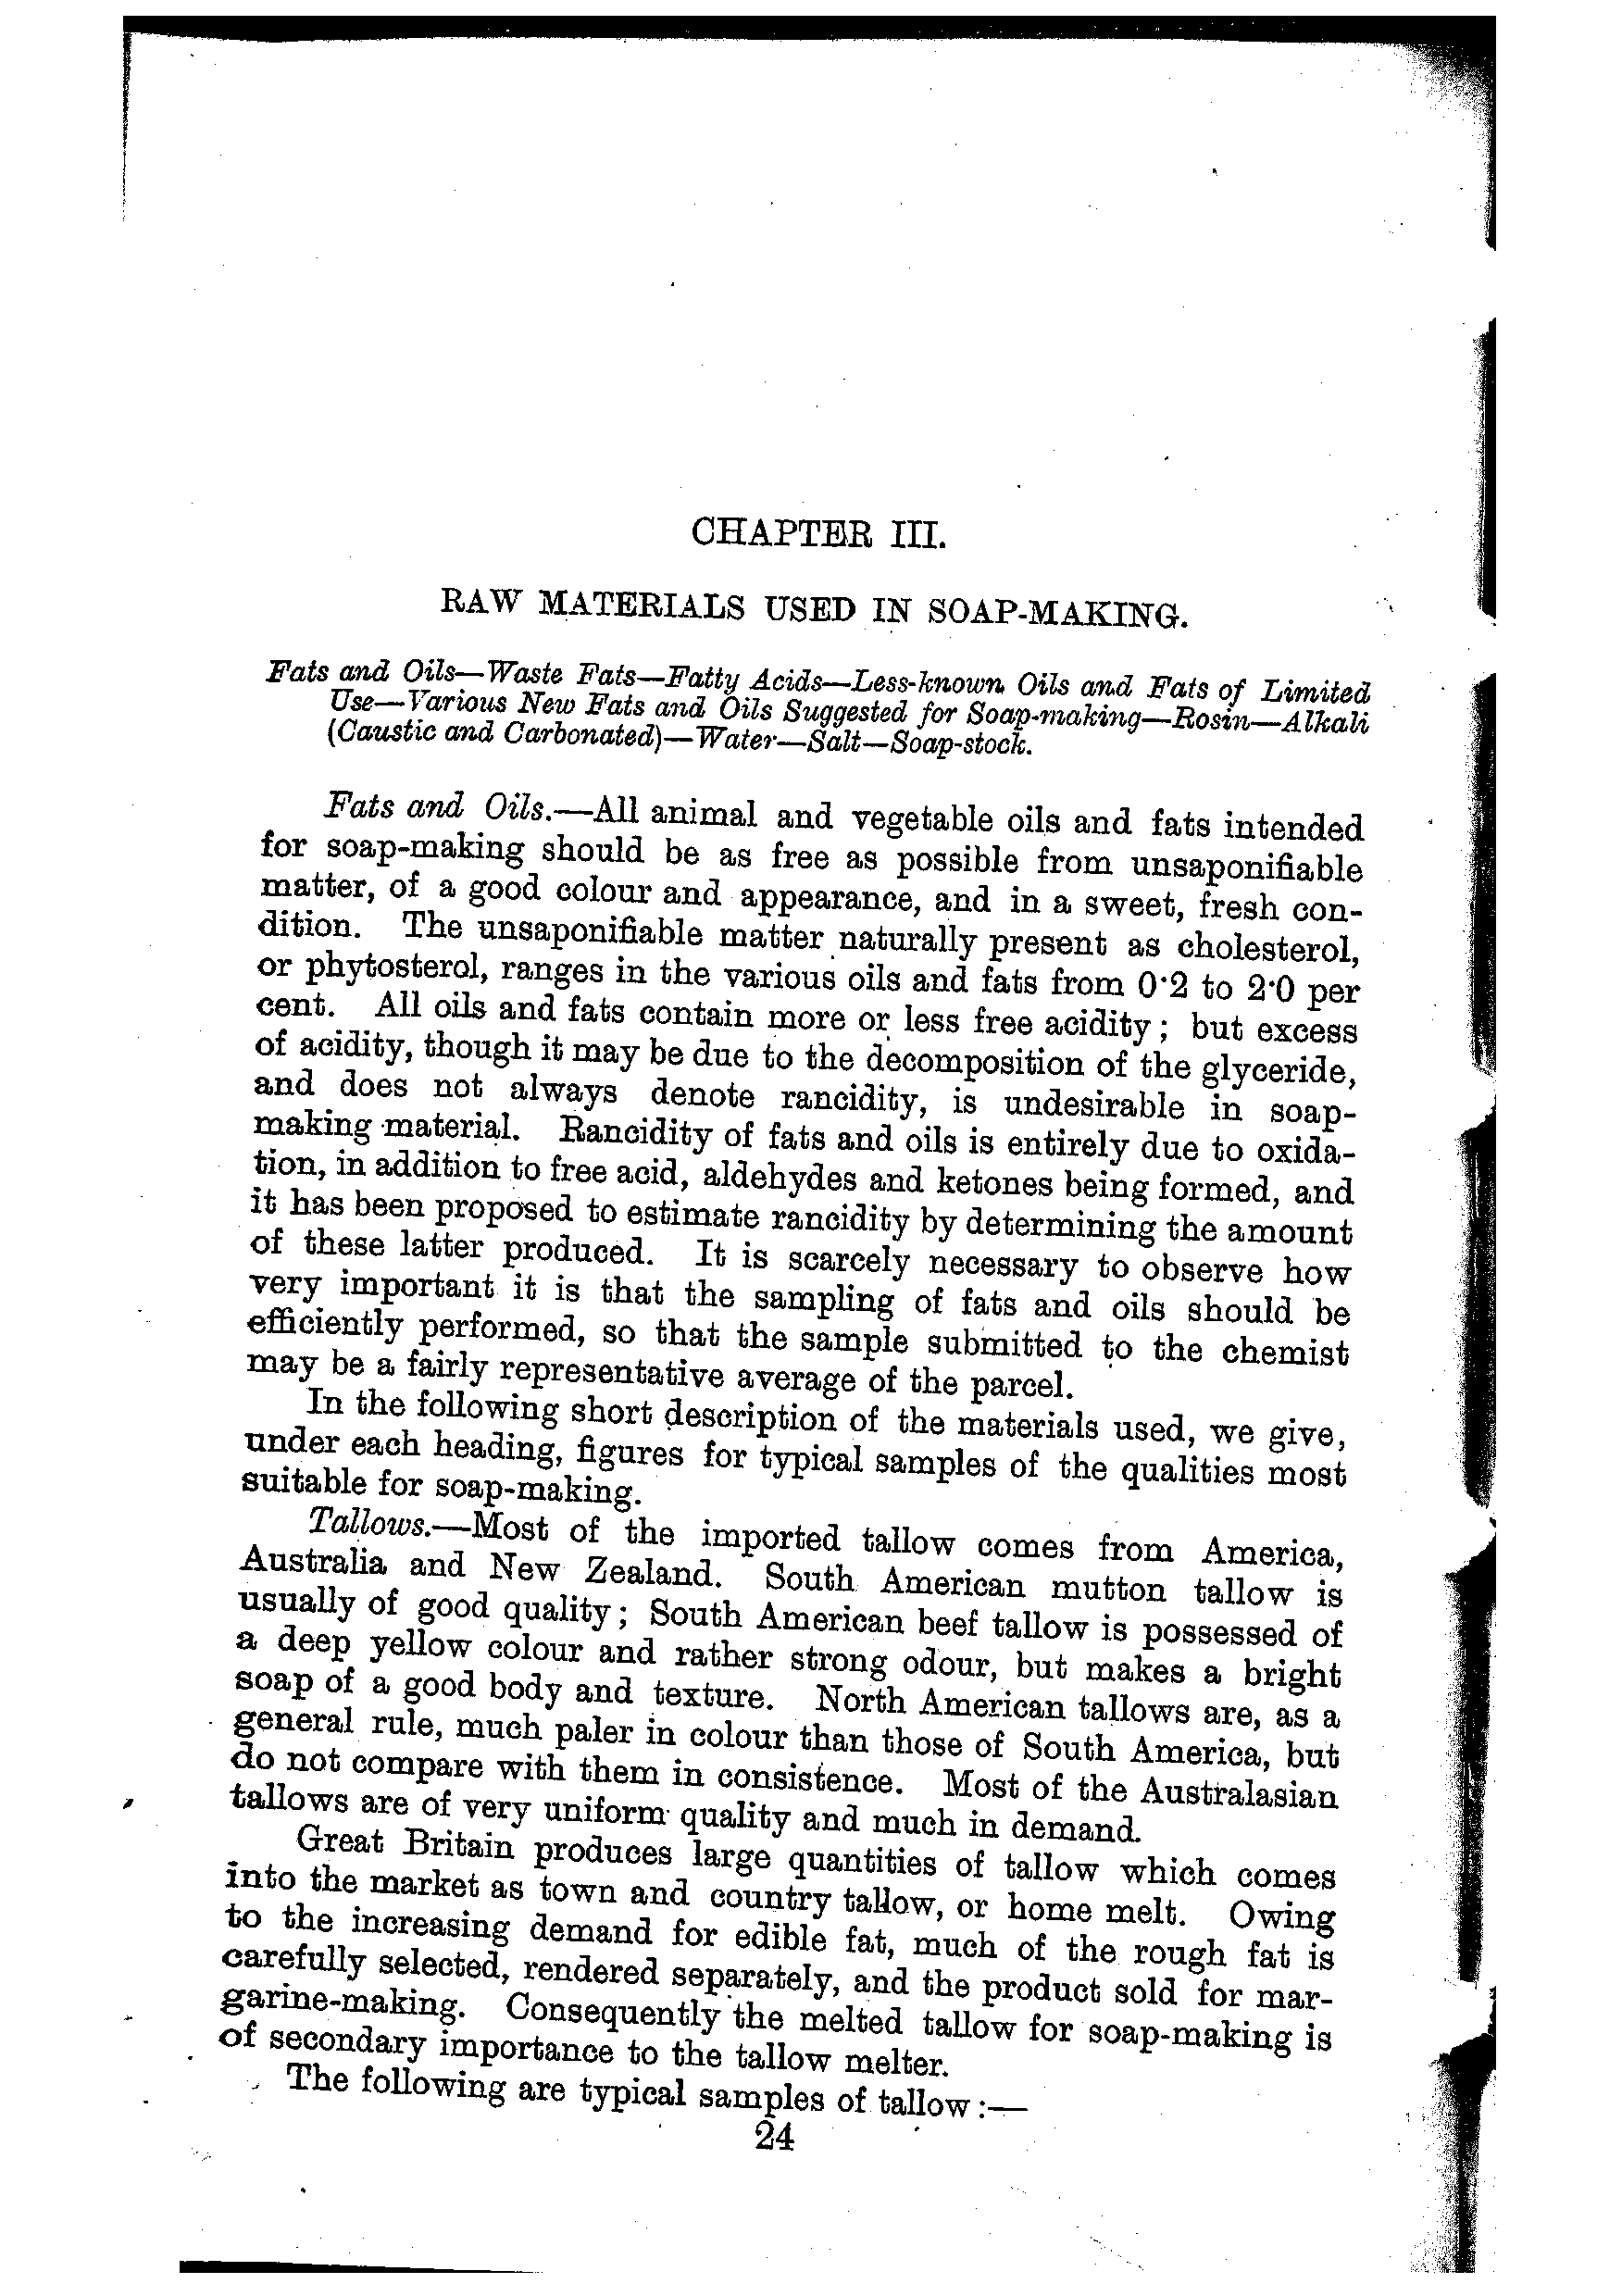 CHAPTER III.
RAW MATERIALS USED IN SOAP-MAKING.
Fats and Oils—Waste Fats—Fatty Acids—Less-known Oils and Fats of Limited
Use—Various New Fats and Oils Suggested for Soap-making—Rosin—Alkali
(Caustic and Carbonated)—Water—Salt—Soap-stock.
Fats and Oils.—All animal and vegetable oils and fats intended
for soap-making should be as free as possible from unsaponifiable
matter, of a good colour and appearance, and in a sweet, fresh con-
dition. The unsaponifiable matter naturally present as cholesterol,
or phytosterol, ranges in the various oils and fats from 0·2 to 2·0 per
cent. All oils and fats contain more or less free acidity; but excess
of acidity, though it may be due to the decomposition of the glyceride,
and does not always denote rancidity, is undesirable in soap-
making material. Rancidity of fats and oils is entirely due to oxida-
tion, in addition to free acid, aldehydes and ketones being formed, and
it has been proposed to estimate rancidity by determining the amount
of these latter produced. It is scarcely necessary to observe how
very important it is that the sampling of fats and oils should be
efficiently performed, so that the sample submitted to the chemist
may be a fairly representative average of the parcel.
In the following short description of the materials used, we give,
under each heading, figures for typical samples of the qualities most
suitable for soap-making.
Tallows.—Most of the imported tallow comes from America,
Australia and New Zealand. South American mutton tallow is
usually of good quality; South American beef tallow is possessed of
a deep yellow colour and rather strong odour, but makes a bright
soap of a good body and texture. North American tallows are, as a
general rule, much paler in colour than those of South America, but
do not compare with them in consistence. Most of the Australasian
tallows are of very uniform quality and much in demand.
Great Britain produces large quantities of tallow which comes
into the market as town and country tallow, or home melt. Owing
to the increasing demand for edible fat, much of the rough fat is
carefully selected, rendered separately, and the product sold for mar-
garine-making. Consequently the melted tallow for soap-making is
of secondary importance to the tallow melter.
The following are typical samples of tallow:—
24